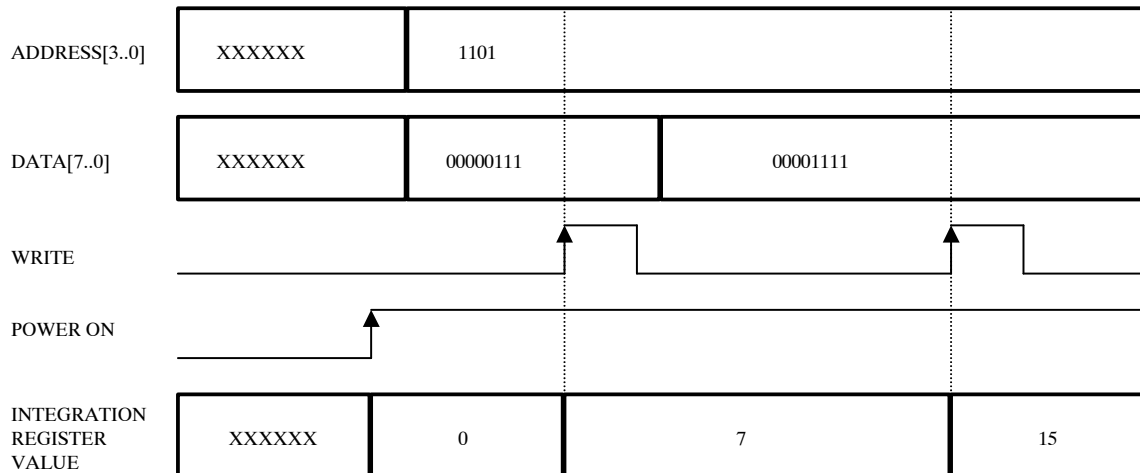 ADDRESS[3..0]
XXXXXX
1101
DATA[7..0]
XXXXXX
00000111
00001111
WRITE
POWER ON
INTEGRATION
REGISTER
VALUE
XXXXXX
0
7
15